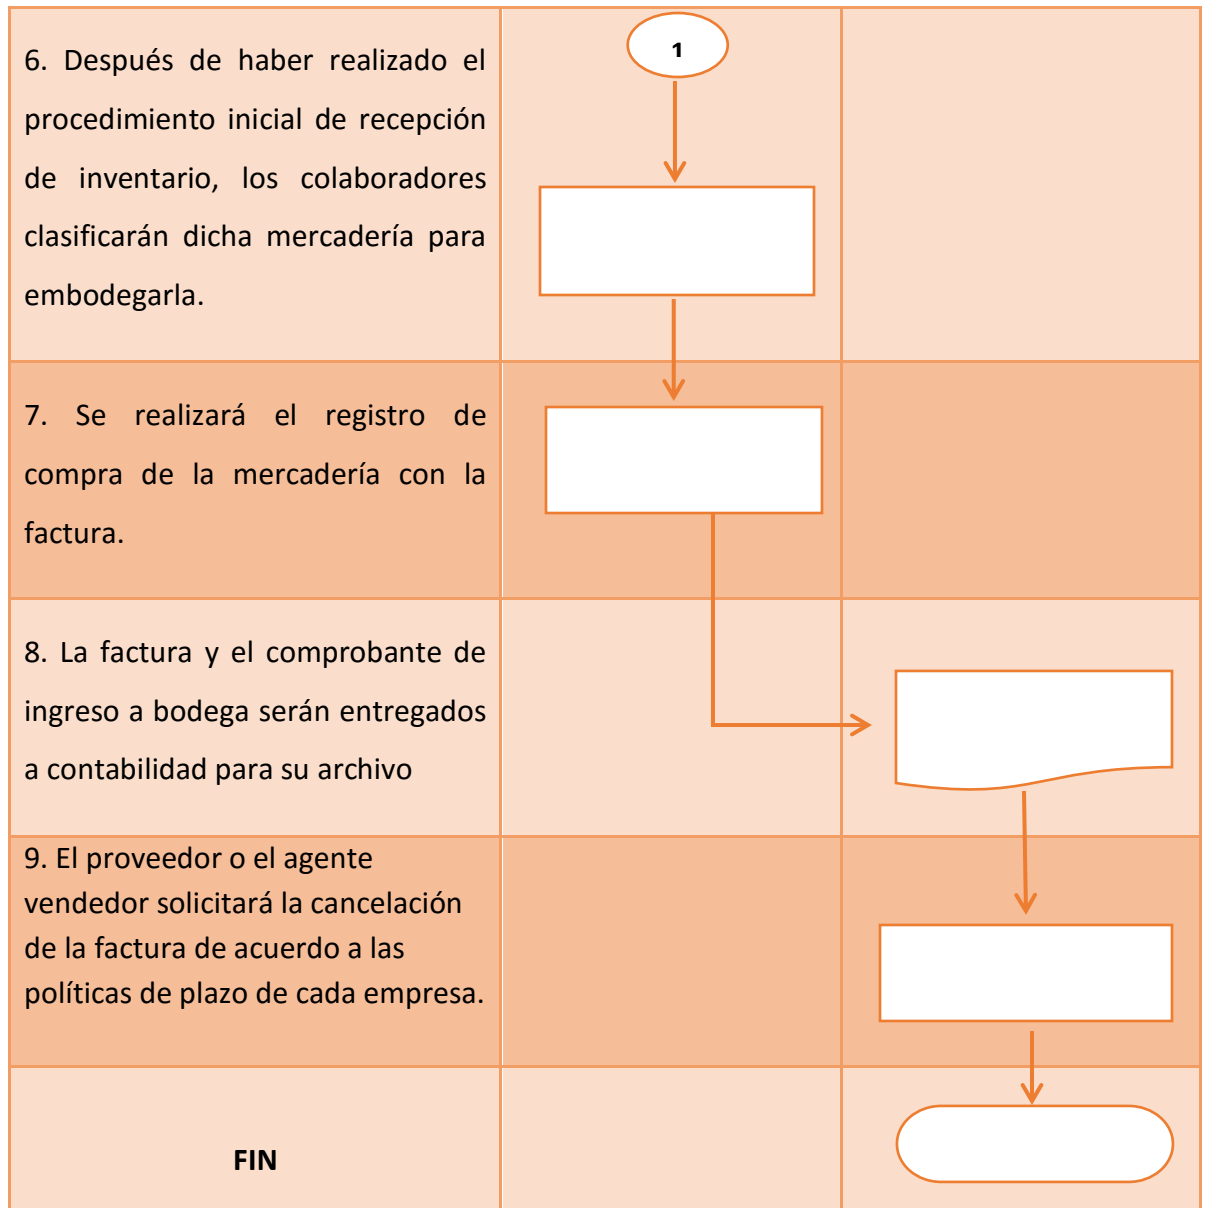 6. Después de haber realizado el
procedimiento inicial de recepción
de inventario, los colaboradores
clasificarán dicha mercadería para
embodegarla.
1
7. Se realizará el registro de
compra de la mercadería con la
factura.
8. La factura y el comprobante de
ingreso a bodega serán entregados
a contabilidad para su archivo
9. El proveedor o el agente
vendedor solicitará la cancelación
de la factura de acuerdo a las
políticas de plazo de cada empresa.
FIN